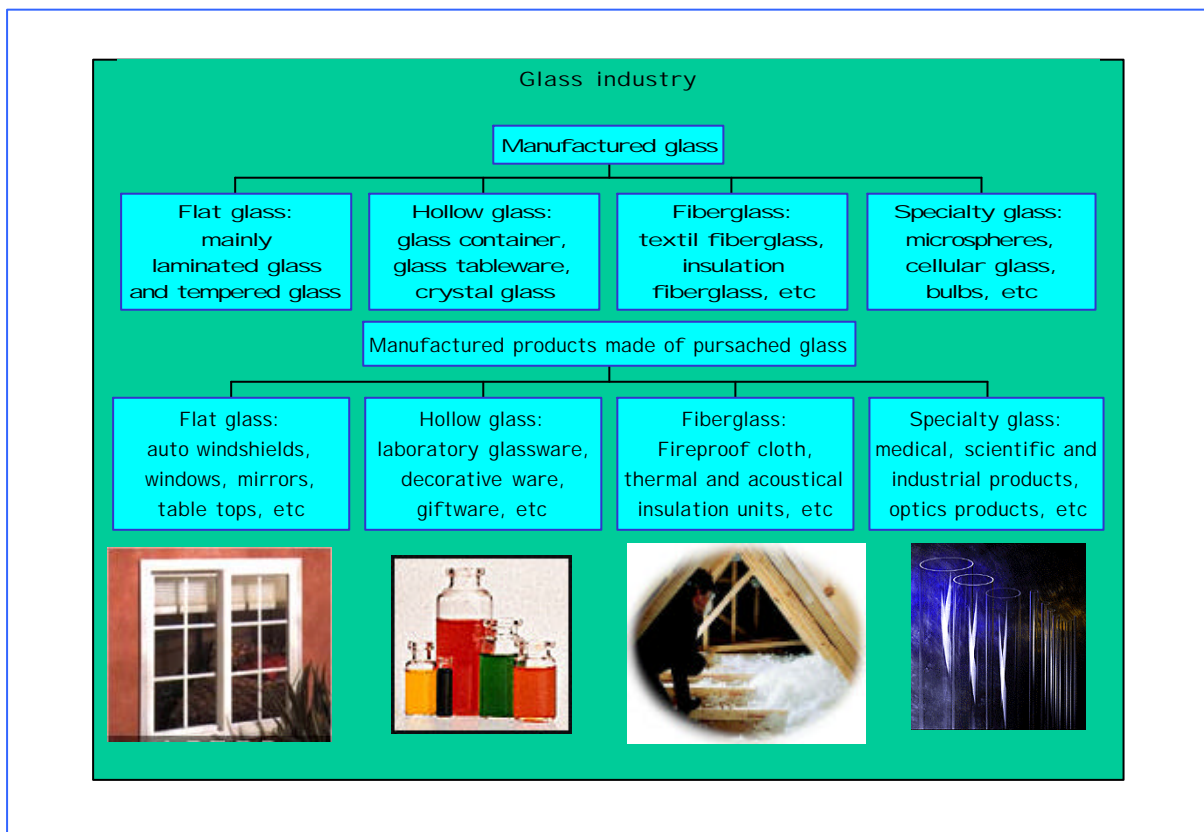 Glass industry
Manufactured glass
Flat glass:
mainly
laminated glass
and tempered glass
Hollow glass:
glass container,
glass tableware,
crystal glass
Fiberglass:
textil fiberglass,
insulation
fiberglass, etc
Specialty glass:
microspheres,
cellular glass,
bulbs, etc
Manufactured products made of pursached glass
Flat glass:
auto windshields,
windows, mirrors,
table tops, etc
Hollow glass:
laboratory glassware,
decorative ware,
giftware, etc
Fiberglass:
Fireproof cloth,
thermal and acoustical
insulation units, etc
Specialty glass:
medical, scientific and
industrial products,
optics products, etc